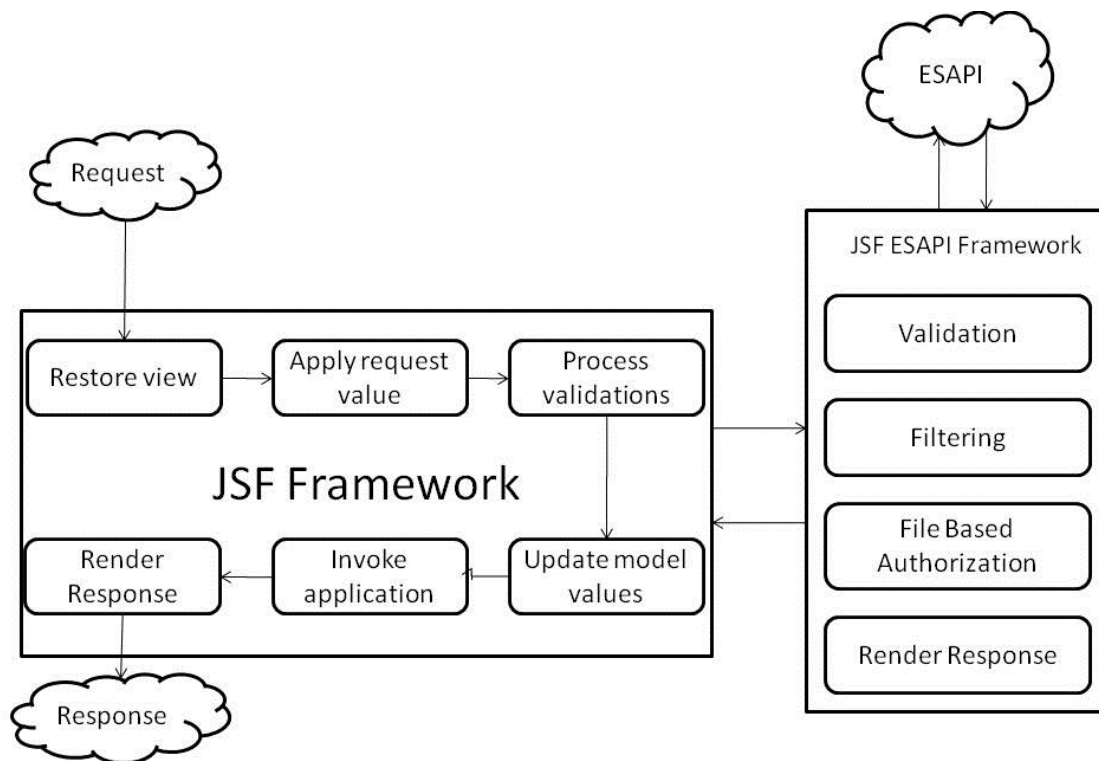 ESAPI
Request
JSF ESAPI Framework
Validation
Restore view
Apply request
value
Process
validations
Filtering
JSF Framework
File Based
Authorization
Render
Response
Invoke
application
Update model
values
Render Response
Response